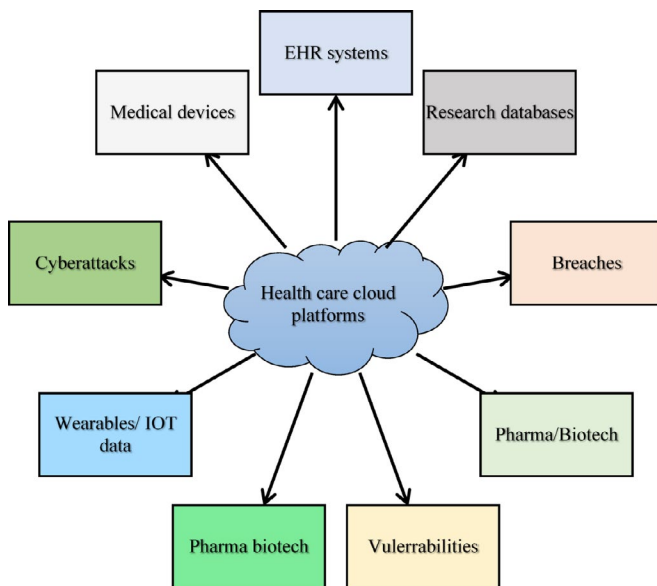 EHR systems
Medical devices
Research databases
Cyberattacks
Health care cloud
platforms
Breaches
Wearables/ IOT
data
Pharma/Biotech
Pharma biotech
Vulerrabilities